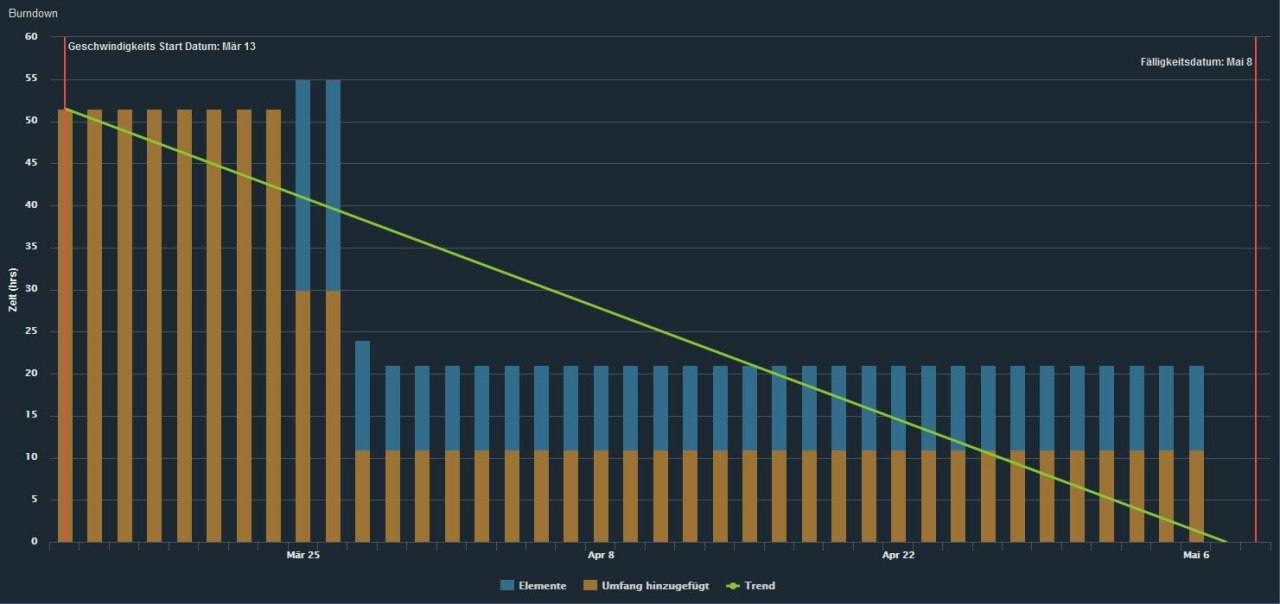 Burndown
Geschwindigkeits Start Datum: Mär 13
Fälligkeitsdatum: Mai 8
Zeit (hrs)
60
55
50
45
40
35
30
25
20
15
10
5
0
Mär 25 Apr 8 Apr 22 Mai 6
Elemente Umfang hinzugefügt Trend